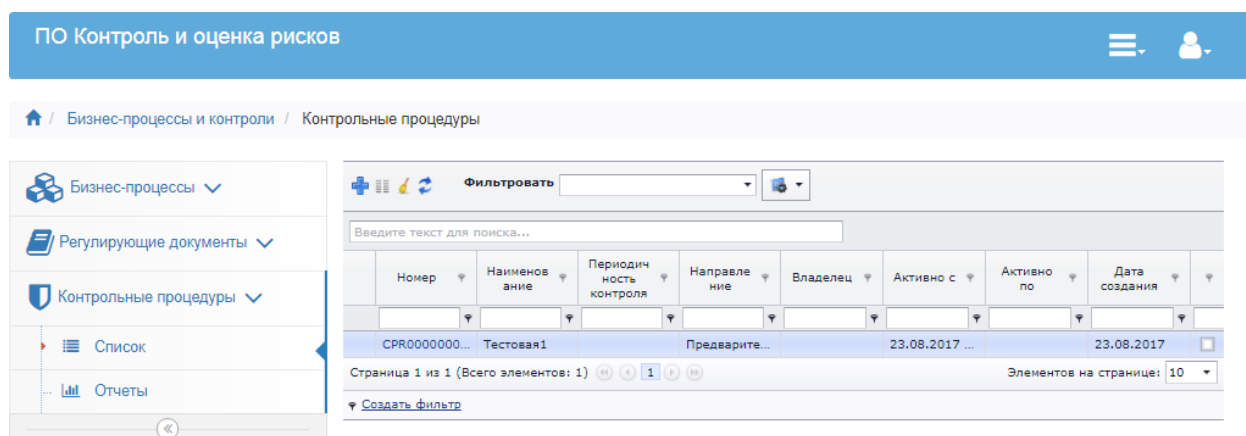 ПО Контроль и оценка рисков
/ Бизнес-процессы и контроли / Контрольные процедуры
Бизнес-процессы
Регулирующие документы
Контрольные процедуры
Список
Отчеты
Фильтровать
Введите текст для поиска...
Номер
Наименов
ание
Периодич
ность
контроля
Направле
ние
Владелец
Активно с
Активно
по
Дата
создания
CPR0000000... Тестовая1 Предварите... 23.08.2017 ... 23.08.2017
Страница 1 из 1 (Всего элементов: 1) 1 Элементов на странице: 10
Создать фильтр